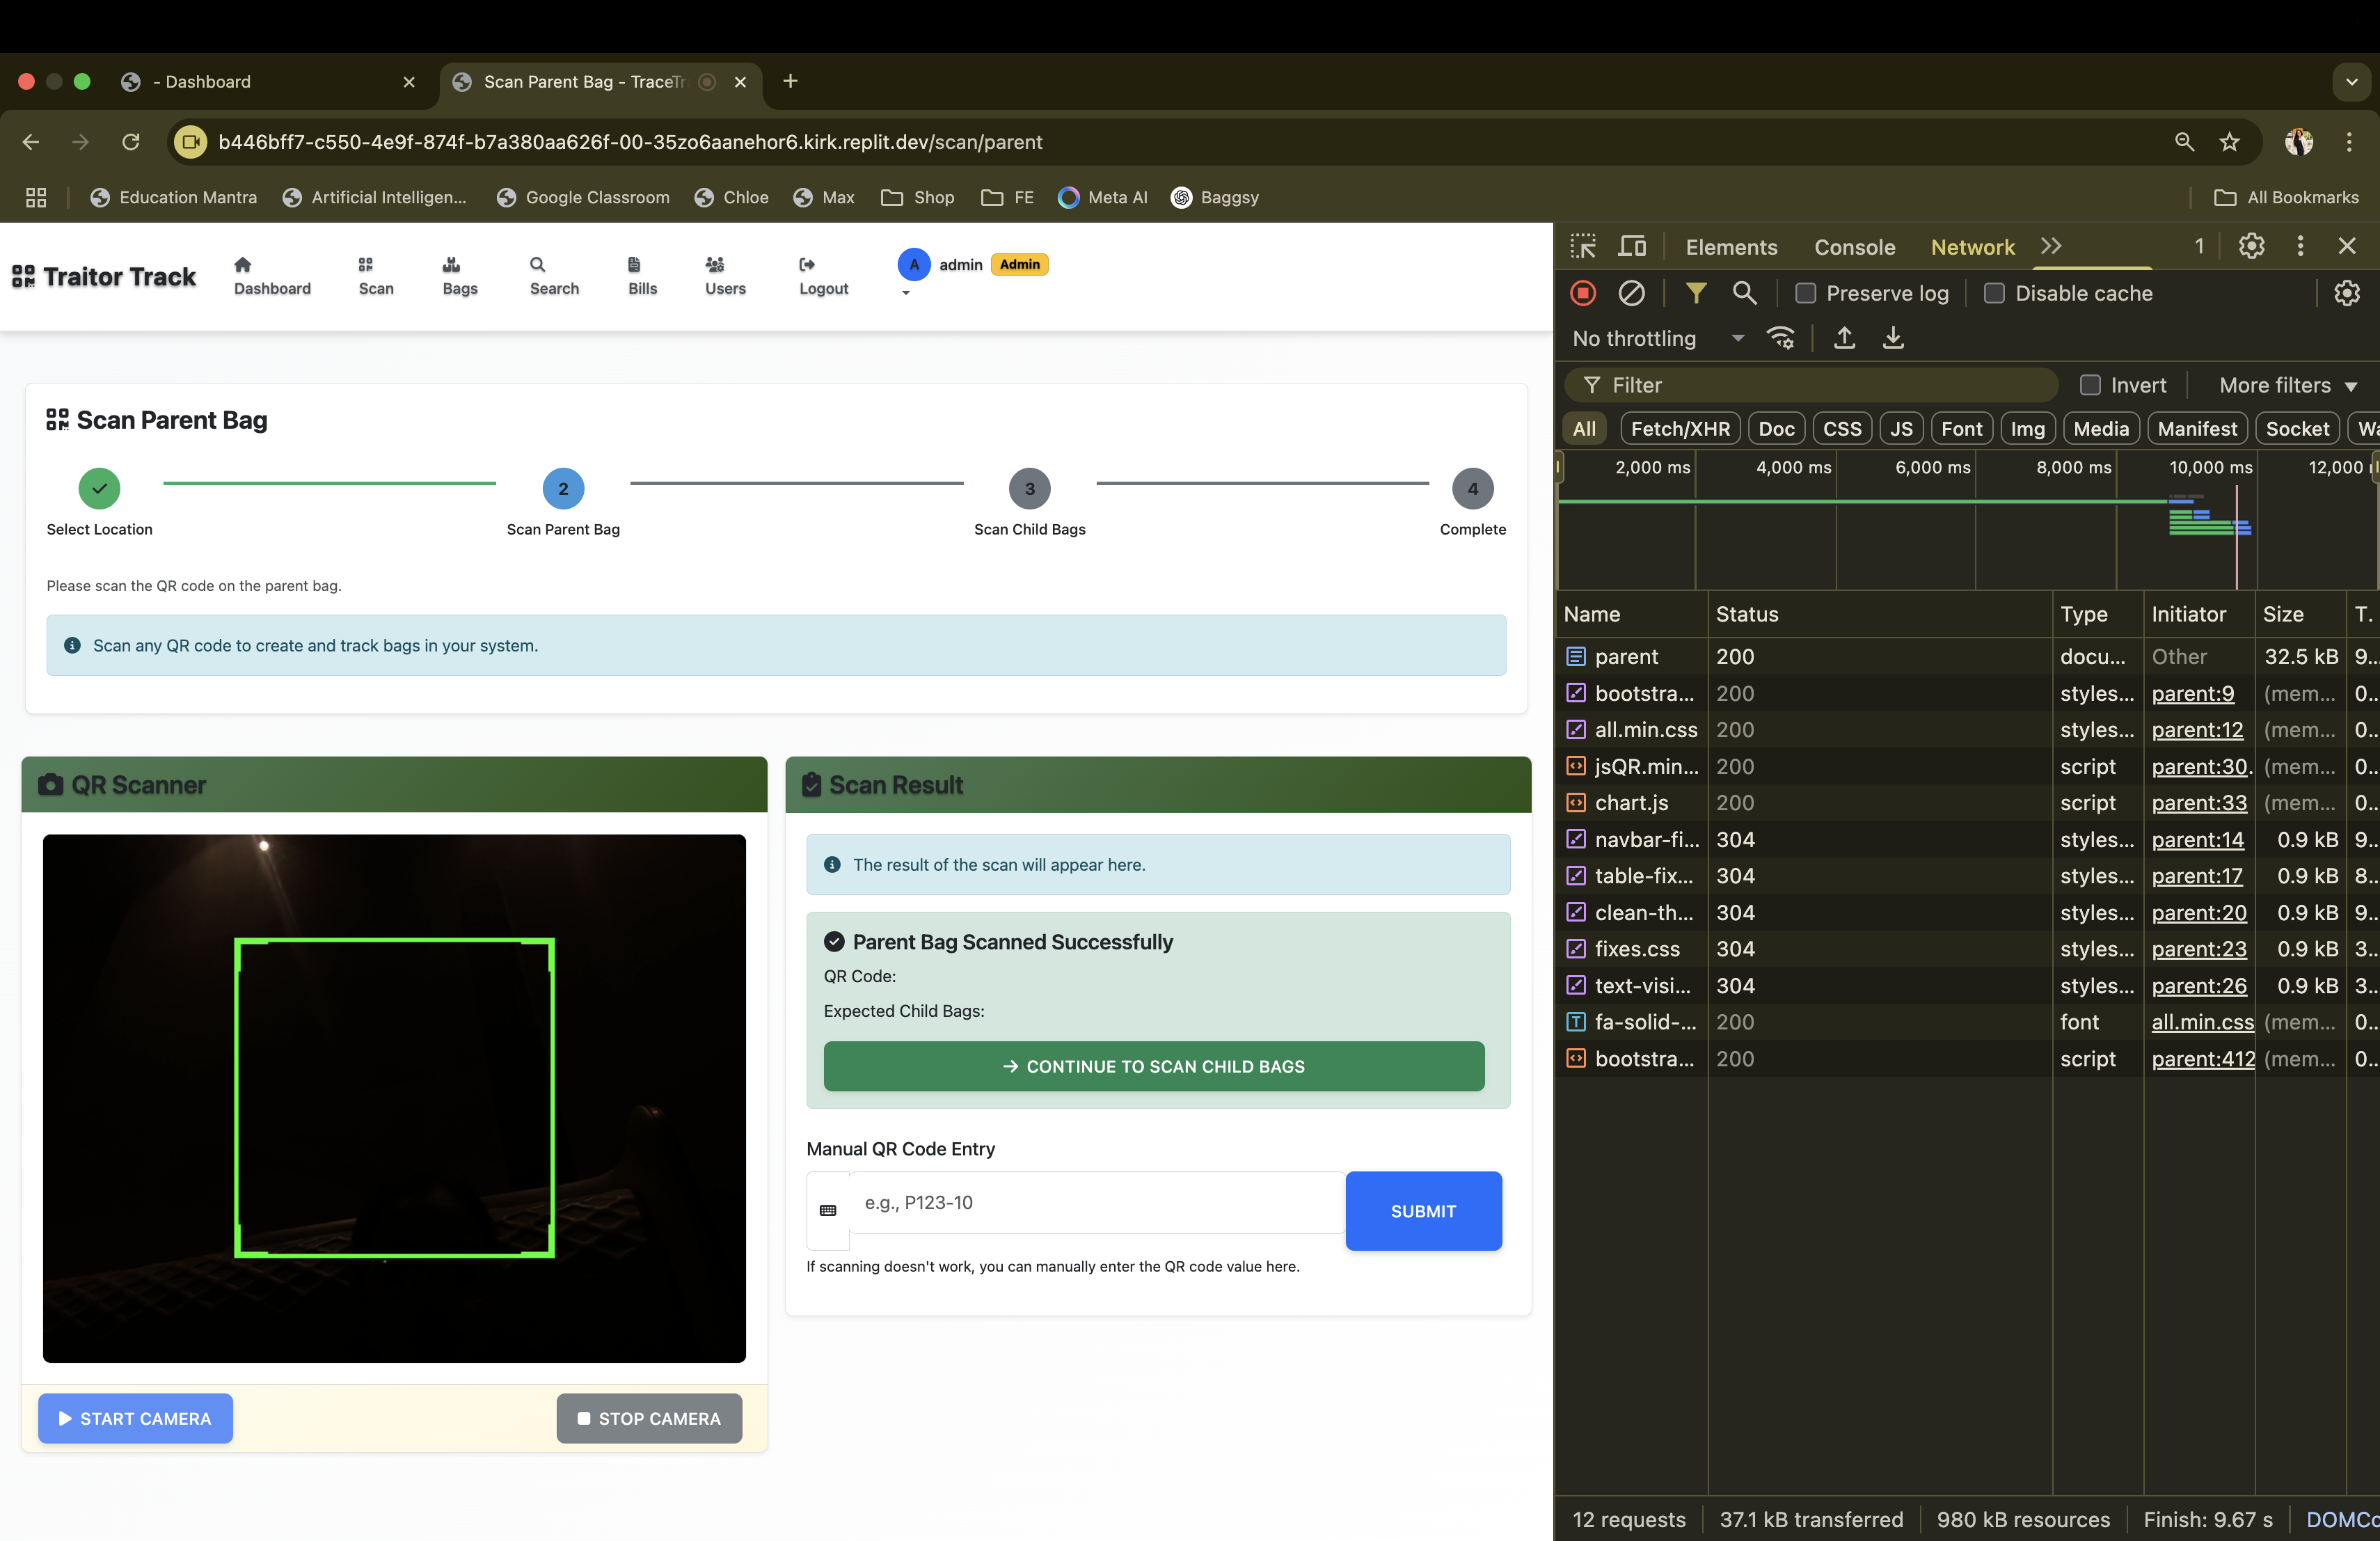 - Dashboard
Scan Parent Bag - TraceTr
b446bff7-c550-4e9f-874f-b7a380aa626f-00-35zo6aanehor6.kirk.replit.dev/scan/parent
Education Mantra
Artificial Intelligen...
Google Classroom
Chloe
Max
Shop
FE
Meta AI
Baggsy
All Bookmarks
Traitor Track
Dashboard
Scan
Bags
Search
Bills
Users
Logout
A
admin
Admin
Scan Parent Bag
2
3
4
Select Location
Scan Parent Bag
Scan Child Bags
Complete
Please scan the QR code on the parent bag.
Scan any QR code to create and track bags in your system.
QR Scanner
START CAMERA
STOP CAMERA
Scan Result
The result of the scan will appear here.
Parent Bag Scanned Successfully
QR Code:
Expected Child Bags:
CONTINUE TO SCAN CHILD BAGS
Manual QR Code Entry
e.g., P123-10
SUBMIT
If scanning doesn't work, you can manually enter the QR code value here.
Elements
Console
Network
1
Preserve log
Disable cache
No throttling
Filter
Invert
More filters
All
Fetch/XHR
Doc
CSS
JS
Font
Img
Media
Manifest
Socket
Wa
2,000 ms
4,000 ms
6,000 ms
8,000 ms
10,000 ms
12,000
Name Status Type Initiator Size T.
parent 200 docu... Other 32.5 kB 9...
bootstra... 200 styles... parent:9 (mem... 0...
all.min.css 200 styles... parent:12 (mem... 0...
jsQR.min... 200 script parent:30. (mem... 0...
chart.js 200 script parent:33 (mem... 0...
navbar-fi... 304 styles... parent:14 0.9 kB 9...
table-fix... 304 styles... parent:17 0.9 kB 8...
clean-th... 304 styles... parent:20 0.9 kB 9...
fixes.css 304 styles... parent:23 0.9 kB 3...
text-visi... 304 styles... parent:26 0.9 kB 3...
fa-solid-... 200 font all.min.css (mem... 0...
bootstra... 200 script parent:412 (mem... 0...
12 requests
37.1 kB transferred
980 kB resources
Finish: 9.67 s
DOMCo